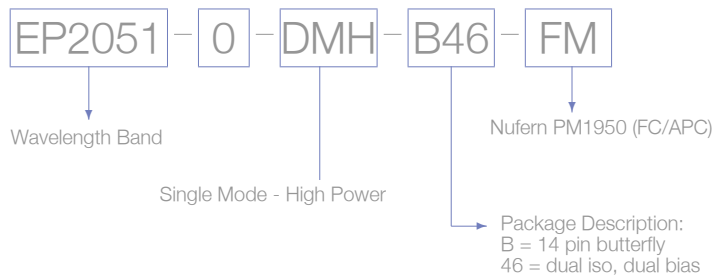 EP2051 - 0 - DMH - B46 - FM
Wavelength Band
Nufern PM1950 (FC/APC)
Single Mode - High Power
Package Description:
B = 14 pin butterfly
46 = dual iso, dual bias